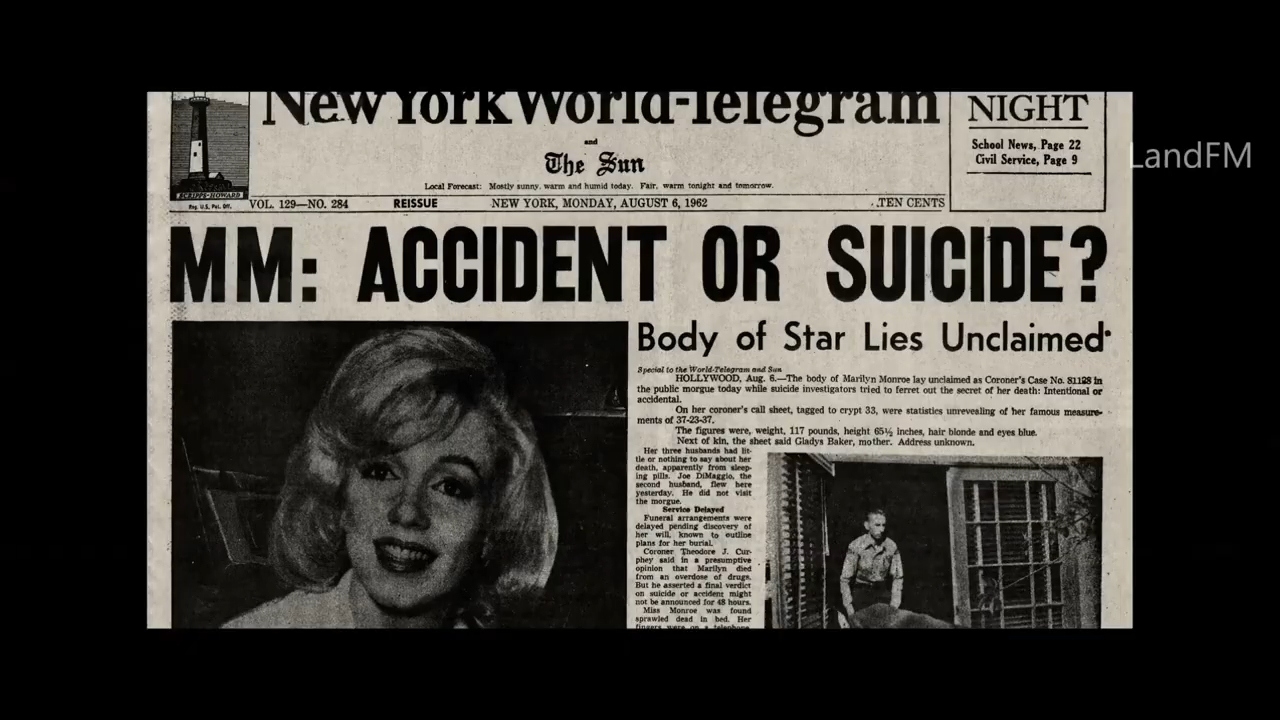 New York World-Telegram
NIGHT
and
The Sun
School News, Page 22
Civil Service, Page 9
LandFM
Local Forecast: Mostly sunny, warm and humid today. Fair, warm tonight and tomorrow.
SCRIPPS-HOWARD
Reg. U.S. Pat. Off.
VOL. 129—NO. 284
REISSUE
NEW YORK, MONDAY, AUGUST 6, 1962
TEN CENTS
MM: ACCIDENT OR SUICIDE?
Body of Star Lies Unclaimed
Special to the World-Telegram and Sun
HOLLYWOOD, Aug. 6.—The body of Marilyn Monroe lay unclaimed as Coroner's Case No. 81128 in
the public morgue today while suicide investigators tried to ferret out the secret of her death: Intentional or
accidental.
On her coroner's call sheet, tagged to crypt 33, were statistics unrevealing of her famous measure-
ments of 37-23-37.
The figures were, weight, 117 pounds, height 65½ inches, hair blonde and eyes blue.
Next of kin, the sheet said Gladys Baker, mother. Address unknown.
Her three husbands had lit-
tle or nothing to say about her
death, apparently from sleep-
ing pills. Joe DiMaggio, the
second husband, flew here
yesterday. He did not visit
the morgue.
Service Delayed
Funeral arrangements were
delayed pending discovery of
her will, known to outline
plans for her burial.
Coroner Theodore J. Cur-
phey said in a presumptive
opinion that Marilyn died
from an overdose of drugs.
But he asserted a final verdict
on suicide or accident might
not be announced for 48 hours.
Miss Monroe was found
sprawled dead in bed. Her
fingers were on a telephone,